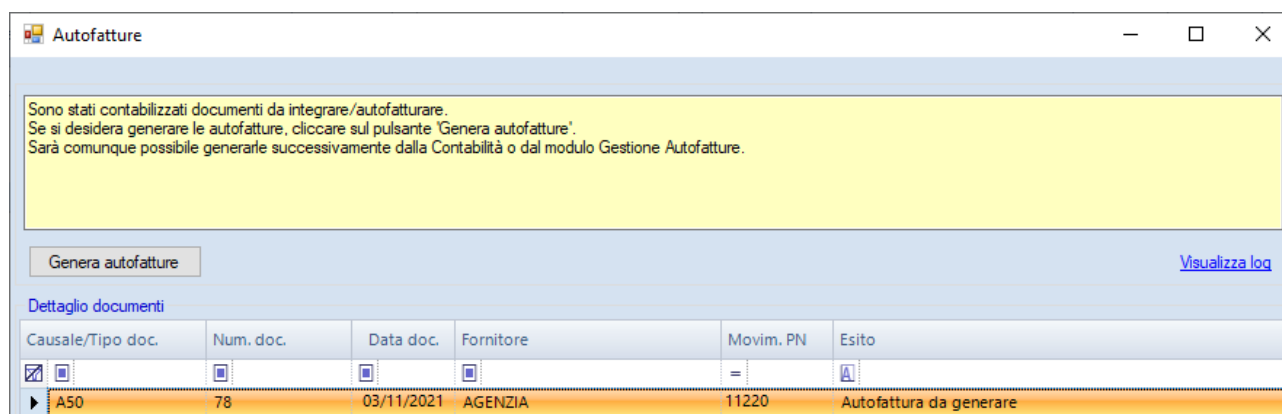 Autofatture
Sono stati contabilizzati documenti da integrare/autofatturare.
Se si desidera generare le autofatture, cliccare sul pulsante 'Genera autofatture'.
Sarà comunque possibile generarle successivamente dalla Contabilità o dal modulo Gestione Autofatture.
Genera autofatture
Visualizza log
Dettaglio documenti
Causale/Tipo doc. Num. doc. Data doc. Fornitore Movim. PN Esito
= A
A50 78 03/11/2021 AGENZIA 11220 Autofattura da generare